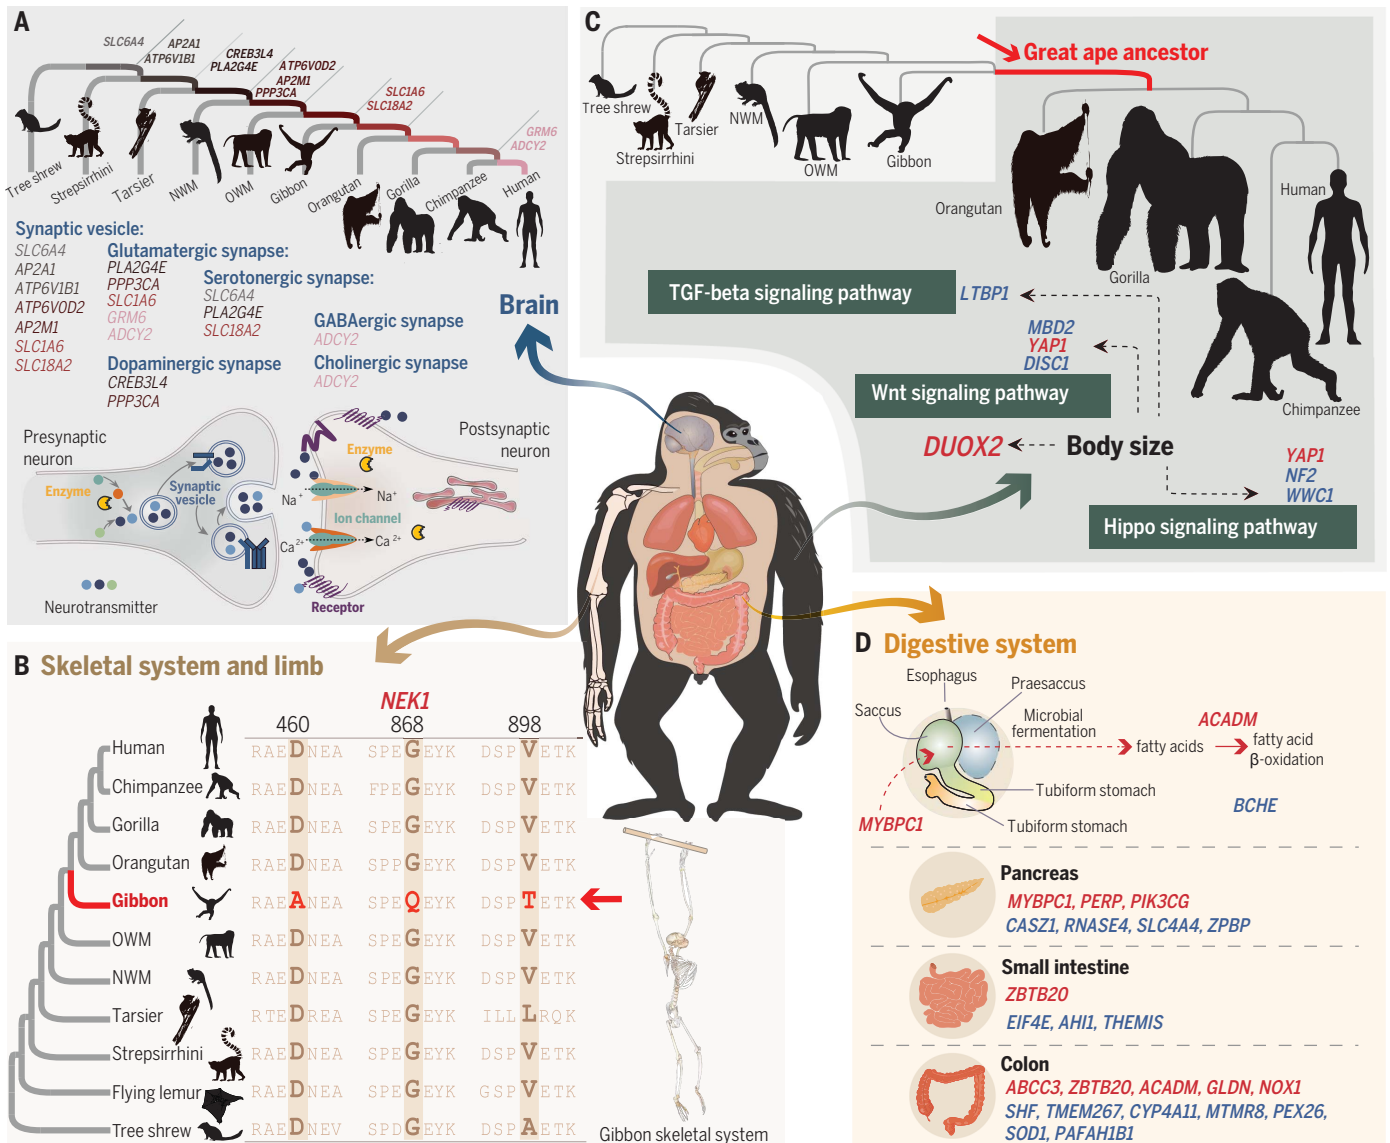 A
SLC6A4
AP2A1
ATP6V1B1
CREB3L4
PLA2G4E
ATP6VOD2
AP2M1
PPP3CA
SLC1A6
SLC18A2
GRM6
ADCY2
Tree shrew
Strepsirrhini
Tarsier
NWM
OWM
Gibbon
Orangutan
Gorilla
Chimpanzee
Human
Synaptic vesicle:
SLC6A4
AP2A1
ATP6V1B1
ATP6VOD2
AP2M1
SLC1A6
SLC18A2
Glutamatergic synapse:
PLA2G4E
PPP3CA
SLC1A6
GRM6
ADCY2
Dopaminergic synapse
CREB3L4
PPP3CA
Serotonergic synapse:
SLC6A4
PLA2G4E
SLC18A2
GABAergic synapse
ADCY2
Cholinergic synapse
ADCY2
Brain
Presynaptic
neuron
Enzyme
Synaptic
vesicle
Neurotransmitter
Postsynaptic
neuron
Enzyme
Na+
Na+
Ion channel
Ca 2+
Ca 2+
Receptor
C
Great ape ancestor
Tree shrew
Strepsirrhini
Tarsier
NWM
OWM
Gibbon
Orangutan
Gorilla
Human
Chimpanzee
TGF-beta signaling pathway
LTBP1
MBD2
YAP1
DISC1
Wnt signaling pathway
DUOX2
Body size
YAP1
NF2
WWC1
Hippo signaling pathway
B Skeletal system and limb
NEK1
460 868 898
Human RAEDNEA SPEGEYK DSPVETK
Chimpanzee RAEDNEA FPEGEYK DSPVETK
Gorilla RAEDNEA SPEGEYK DSPVETK
Orangutan RAEDNEA SPPGEYK DSPVETK
Gibbon RAEANEA SPEQEYK DSPTETK
OWM RAEDNEA SPEGEYK DSPVETK
NWM RAEDNEA SPEGEYK DSPVETK
Tarsier RTEDREA SPEGEYK ILLLRQK
Strepsirrhini RAEDNEA SPEGEYK DSPVETK
Flying lemur RAEDNEA SPEGEYK GSPVETK
Tree shrew RAEDNEV SPDGEYK DSPAETK
Gibbon skeletal system
D Digestive system
Esophagus
Praesaccus
Saccus
Microbial
fermentation
fatty acids
ACADM
fatty acid
β-oxidation
Tubiform stomach
BCHE
MYBPC1
Tubiform stomach
Pancreas
MYBPC1, PERP, PIK3CG
CASZ1, RNASE4, SLC4A4, ZPBP
Small intestine
ZBTB20
EIF4E, AHI1, THEMIS
Colon
ABCC3, ZBTB20, ACADM, GLDN, NOX1
SHF, TMEM267, CYP4A11, MTMR8, PEX26,
SOD1, PAFAH1B1